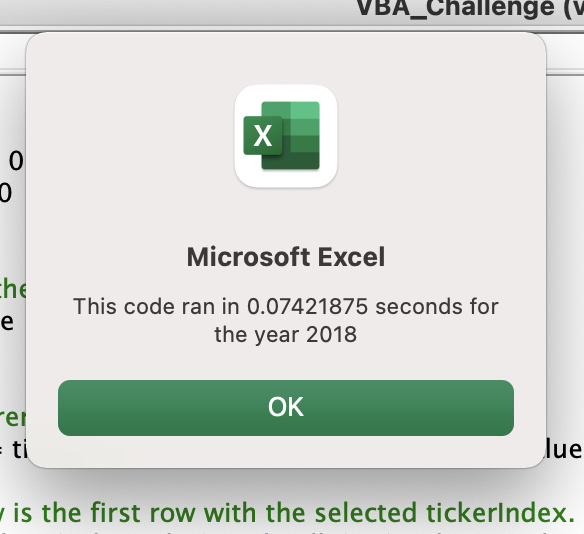 VBA_Challenge (v
0
0
X
Microsoft Excel
the
This code ran in 0.07421875 seconds for
e
the year 2018
OK
rer
= ti
lue
y is the first row with the selected tickerIndex.